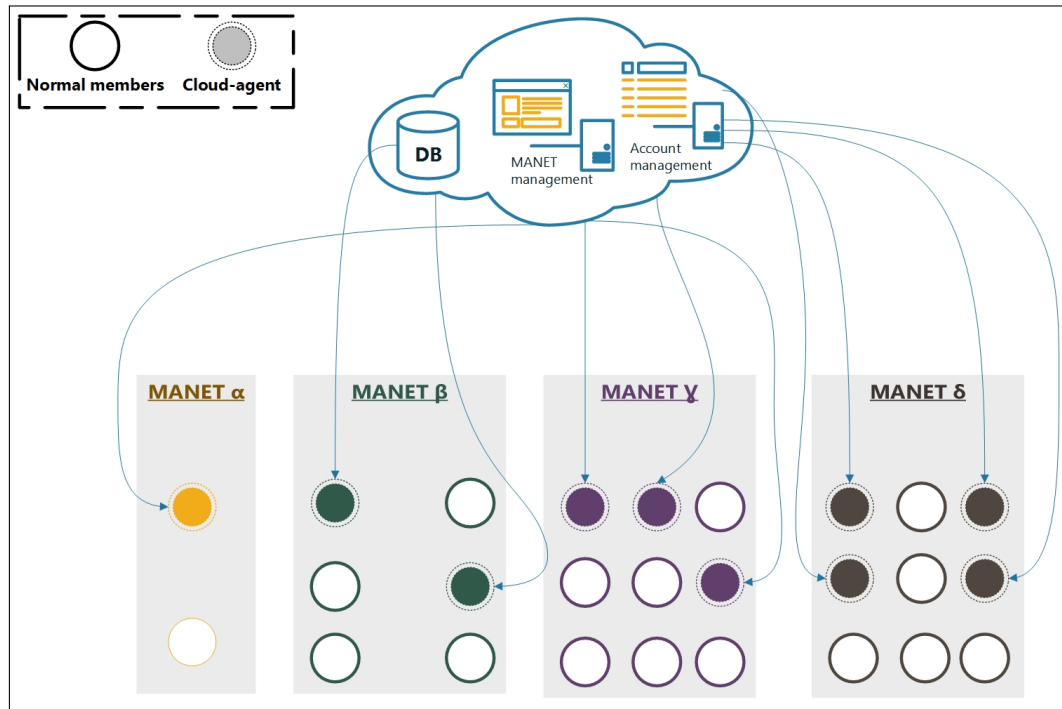 Normal members
Cloud-agent
DB
MANET
management
Account
management
MANET α
MANET β
MANET Ɣ
MANET δ